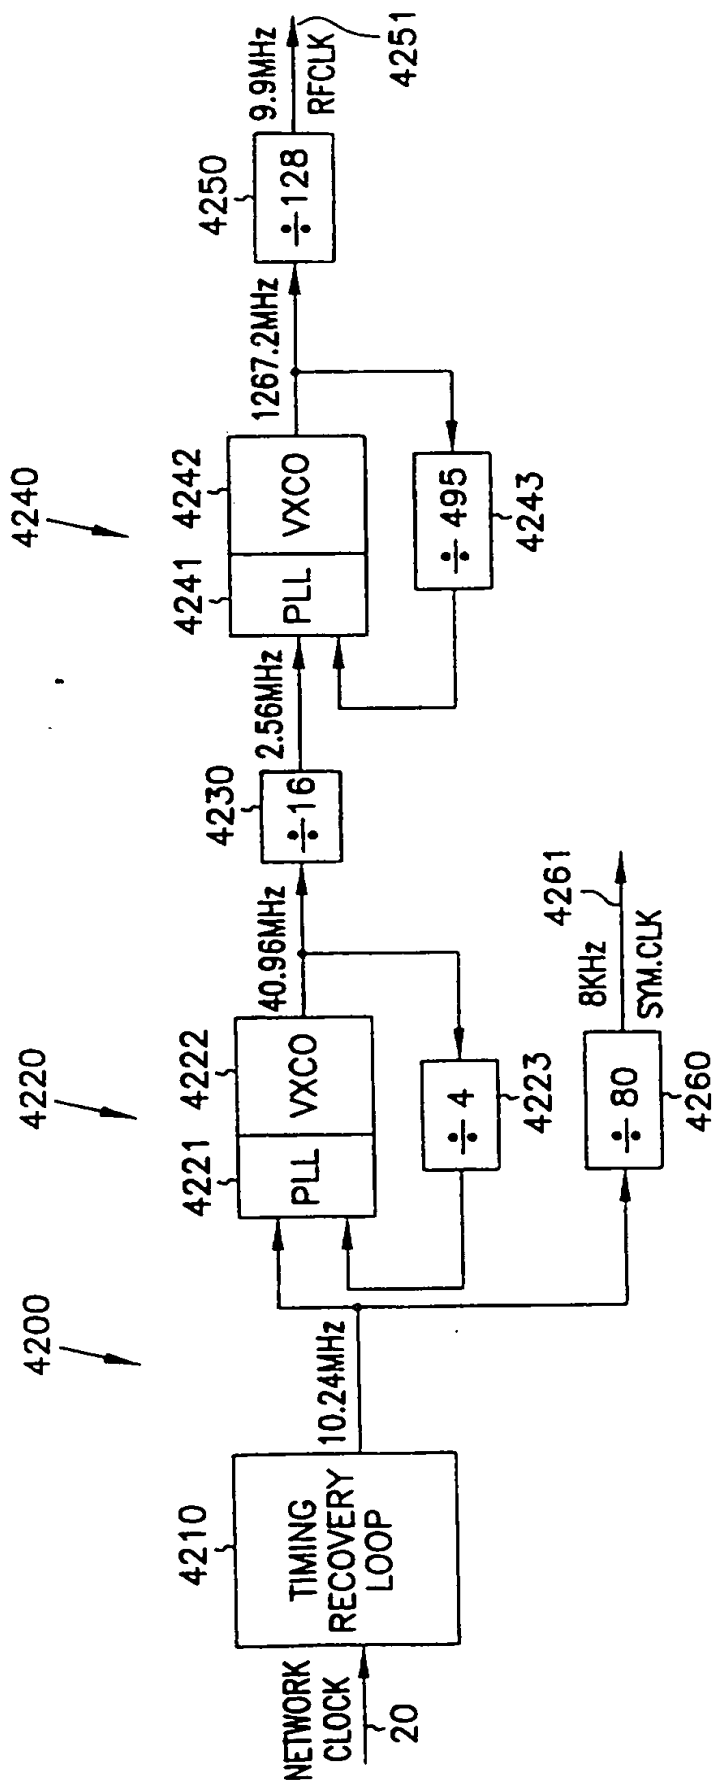 4200
4220
4240
NETWORK
CLOCK
20
4210
TIMING
RECOVERY
LOOP
10.24MHz
4221
4222
PLL
VXCO
÷ 4
4223
40.96MHz
4230
÷16
2.56MHz
4241
4242
PLL
VXCO
÷ 495
4243
1267.2MHz
4250
÷128
9.9MHz
RFCLK
4251
÷ 80
4260
8KHz
SYM.CLK
4261